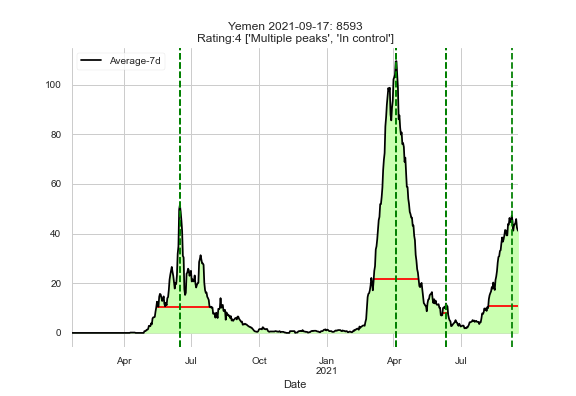 Yemen 2021-09-17: 8593
Rating:4 ['Multiple peaks', 'In control']
Average-7d
100
80
60
40
20
0
Apr Jul Oct Jan Apr Jul
2021
Date